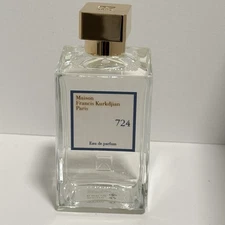 Maison
Francis Kurkdjian
Paris
724
Eau de parfum